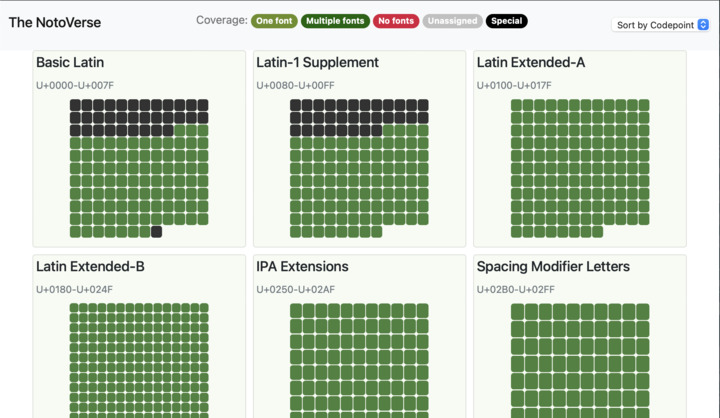 The NotoVerse
Coverage: One font Multiple fonts No fonts Unassigned Special
Sort by Codepoint
Basic Latin
U+0000-U+007F
Latin-1 Supplement
U+0080-U+00FF
Latin Extended-A
U+0100-U+017F
Latin Extended-B
U+0180-U+024F
IPA Extensions
U+0250-U+02AF
Spacing Modifier Letters
U+02B0-U+02FF